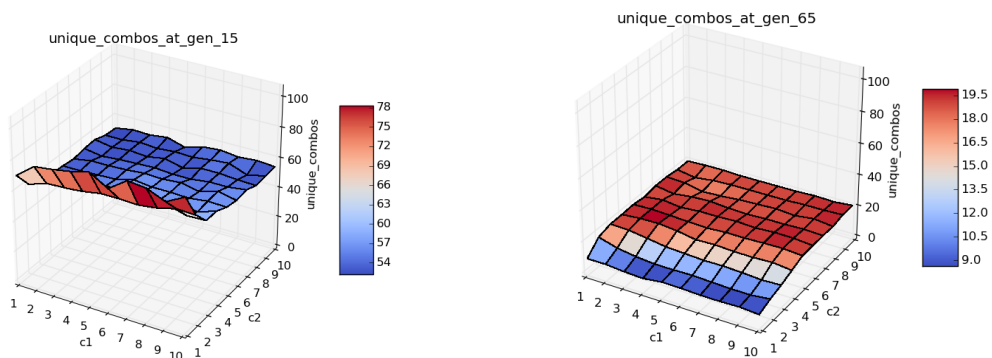 unique_combos_at_gen_15
100
80
60
40
20
0
unique_combos
1 2 3 4 5 6 7 8 9 10
c1
1 2 3 4 5 6 7 8 9 10
c2
78
75
72
69
66
63
60
57
54
unique_combos_at_gen_65
100
80
60
40
20
0
unique_combos
1 2 3 4 5 6 7 8 9 10
c1
1 2 3 4 5 6 7 8 9 10
c2
19.5
18.0
16.5
15.0
13.5
12.0
10.5
9.0